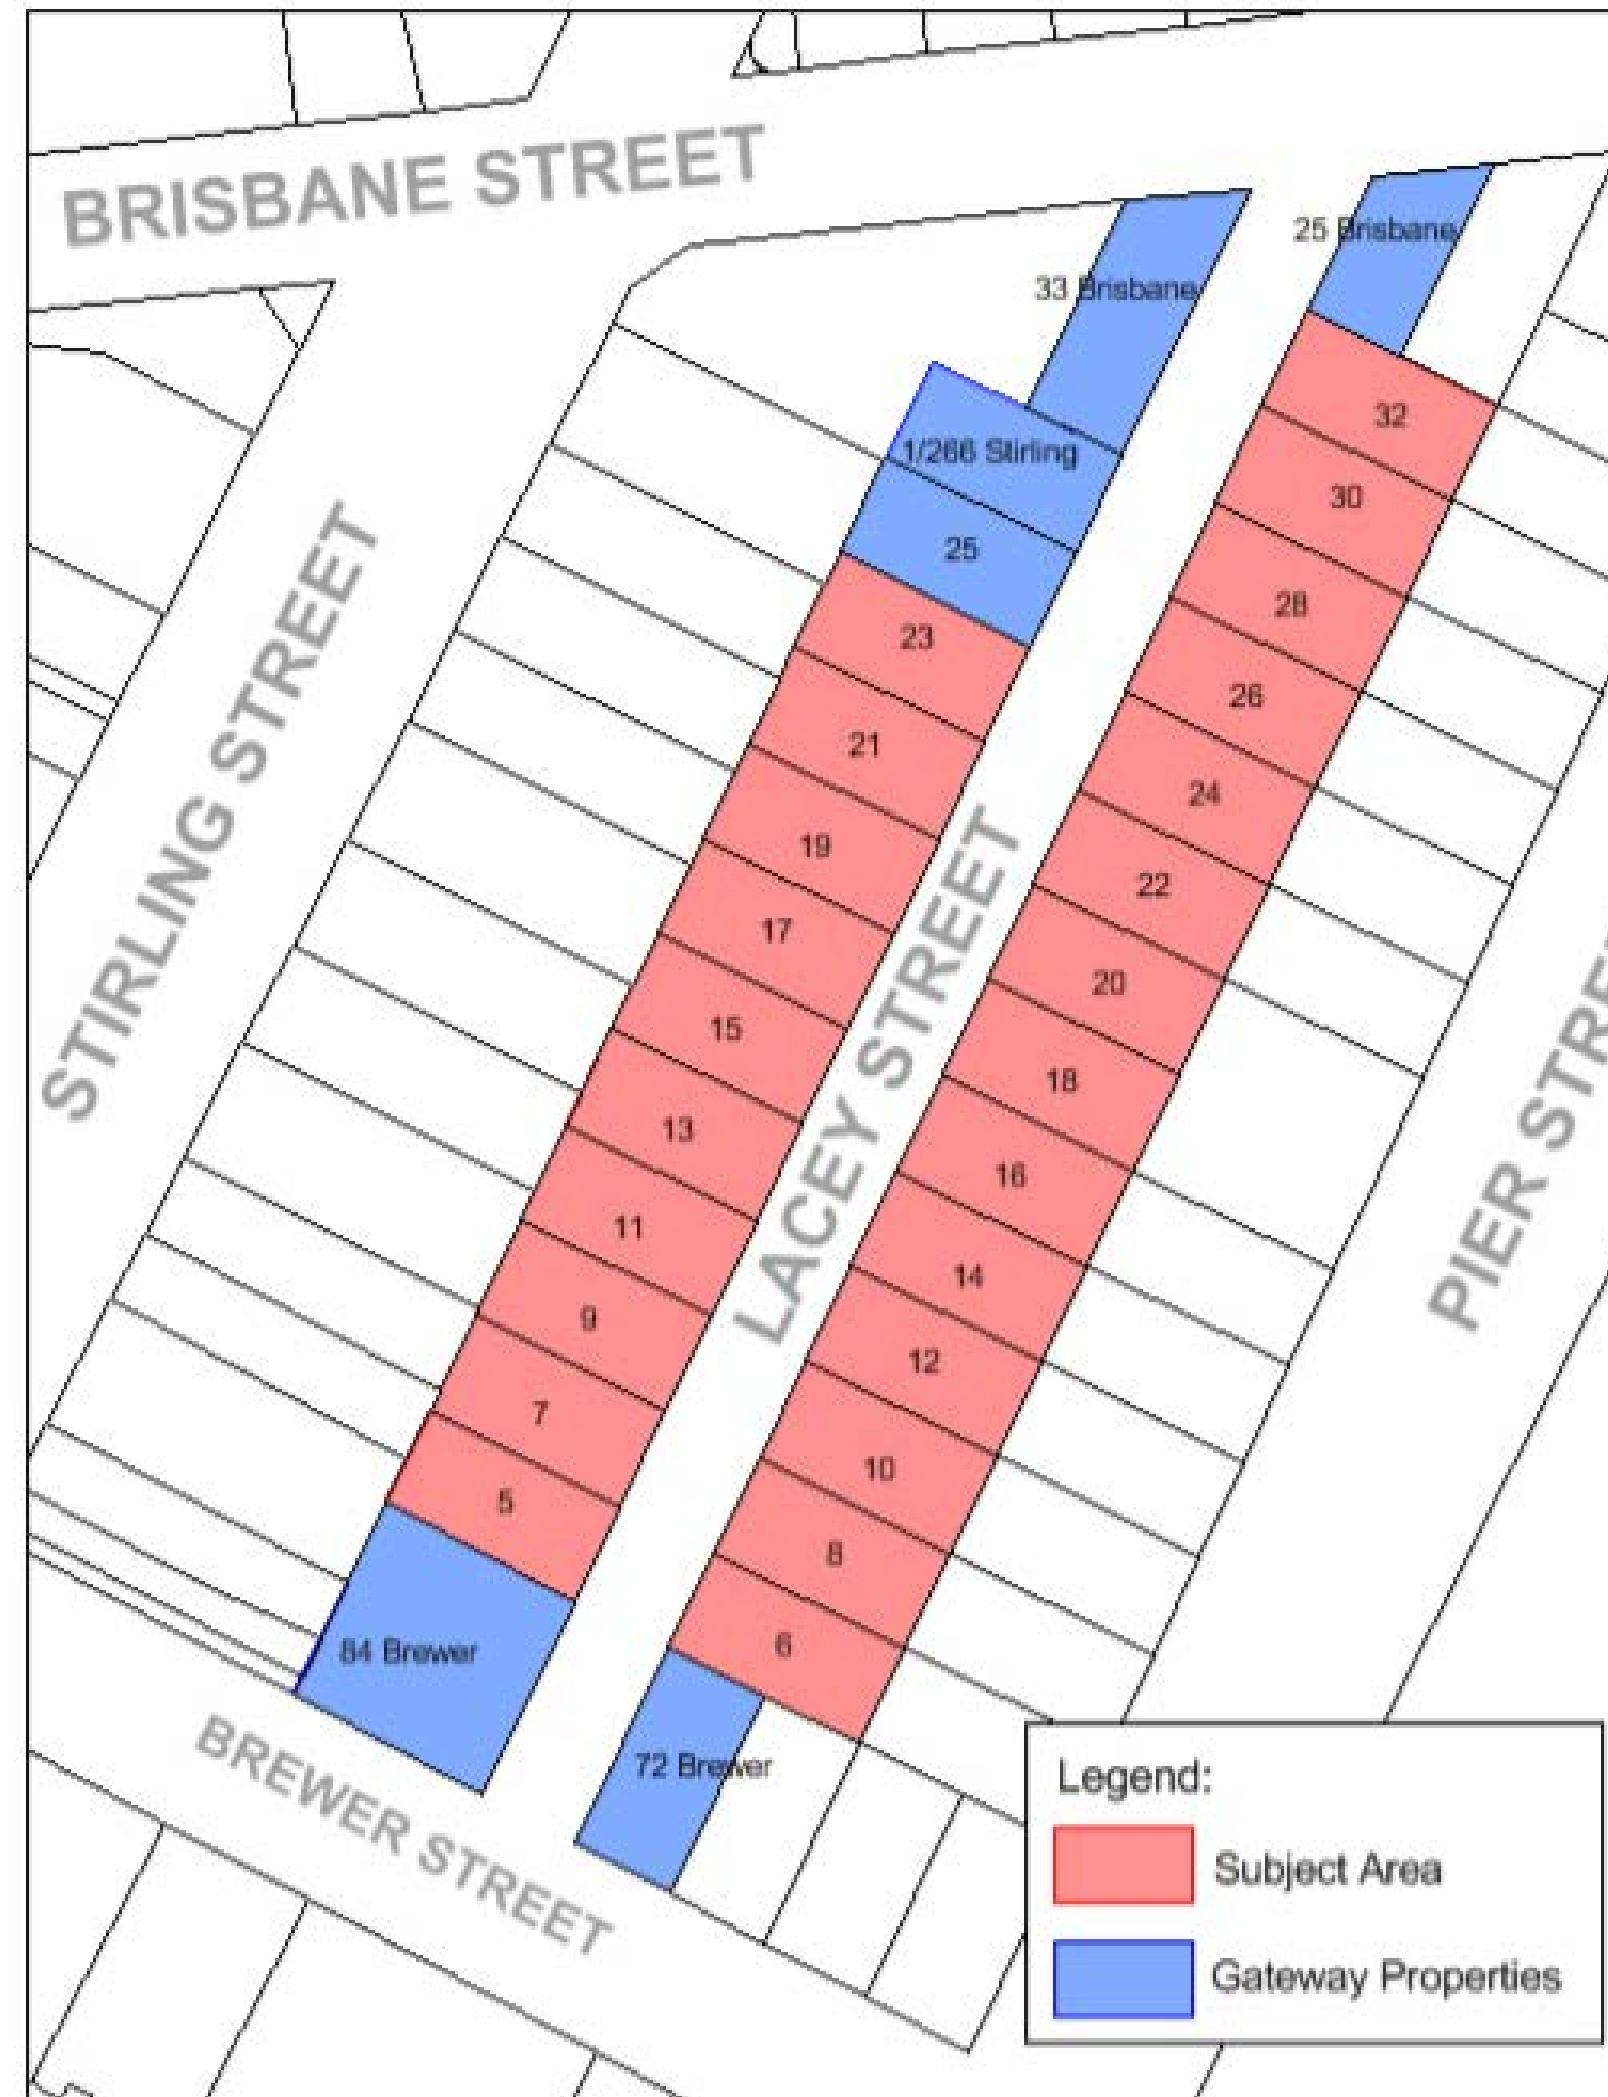 BRISBANE STREET
25 Brisbane
33 Brisbane
32
1/266 Stirling
30
25
28
23
26
21
24
19
22
17
20
15
18
13
16
11
14
9
12
7
10
5
8
6
STIRLING STREET
LACEY STREET
PIER STREE
84 Brewer
72 Brewer
BREWER STREET
Legend:
Subject Area
Gateway Properties